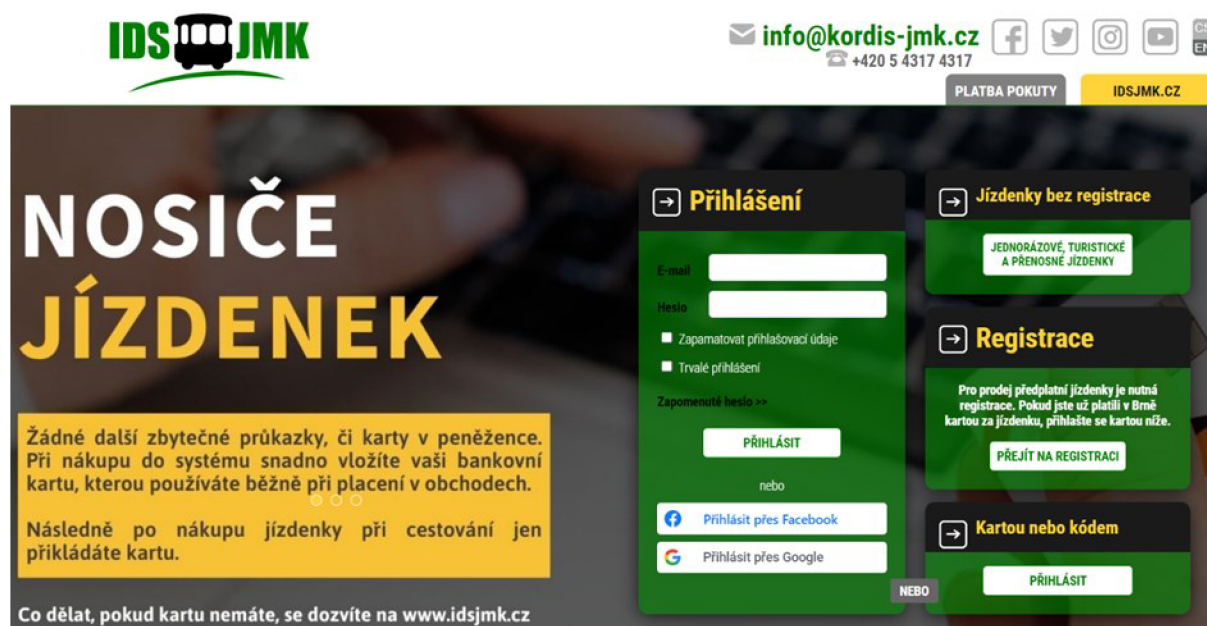 IDS JMK
info@kordis-jmk.cz
+420 5 4317 4317
CS
EN
PLATBA POKUTY
IDSJMK.CZ
NOSIČE
JÍZDENEK
Žádné další zbytečné průkazky, či karty v peněžence.
Při nákupu do systému snadno vložíte vaši bankovní
kartu, kterou používáte běžně při placení v obchodech.
Následně po nákupu jízdenky při cestování jen
přikládáte kartu.
Co dělat, pokud kartu nemáte, se dozvíte na www.idsjmk.cz
Přihlášení
E-mail
Heslo
Zapamatovat přihlašovací údaje
Trvalé přihlášení
Zapomenuté heslo >>
PŘIHLÁSIT
nebo
Přihlásit přes Facebook
Přihlásit přes Google
NEBO
Jízdenky bez registrace
JEDNORÁZOVÉ, TURISTICKÉ
A PŘENOSNÉ JÍZDENKY
Registrace
Pro prodej předplatní jízdenky je nutná
registrace. Pokud jste už platili v Brně
kartou za jízdenku, přihlašte se kartou níže.
PŘEJÍT NA REGISTRACI
Kartou nebo kódem
PŘIHLÁSIT